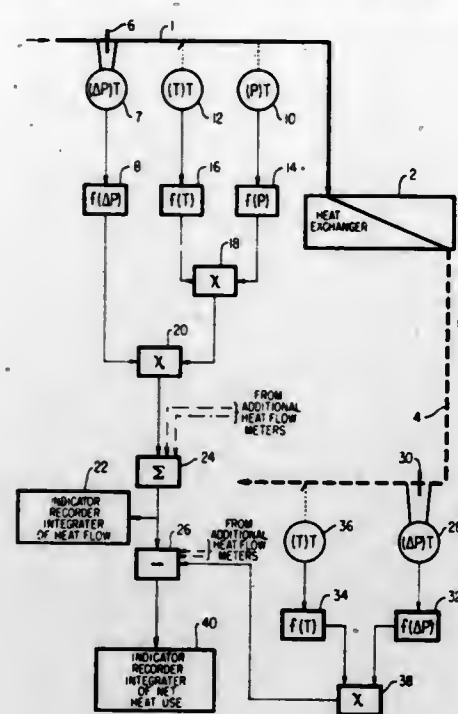 6
1
(ΔP)T
(T)T
(P)T
7
12
10
8
16
14
2
f(ΔP)
f(T)
f(P)
HEAT
EXCHANGER
18
X
20
X
FROM
ADDITIONAL
HEAT FLOW
METERS
4
24
Σ
30
22
INDICATOR
RECORDER
INTEGRATER
OF HEAT FLOW
26
FROM
ADDITIONAL
HEAT FLOW
METERS
36
(T)T
(ΔP)T
28
−
34
32
f(T)
f(ΔP)
40
INDICATOR
RECORDER
INTEGRATER
OF NET
HEAT USE
X
38